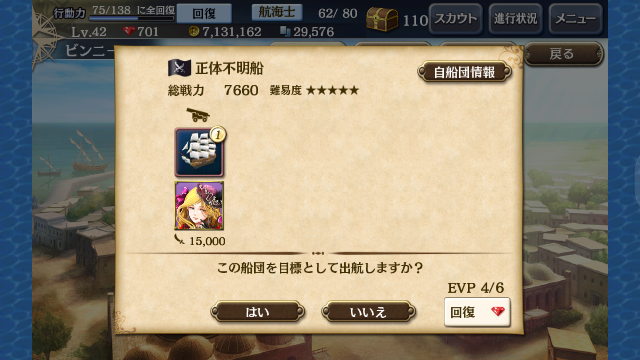 行動力 75/138 に全回復
回復
航海士
62/80
110
スカウト
進行状況
メニュー
Lv.42
701
7,131,162
29,576
ビンニー
戻る
正体不明船
自船団情報
総戦力 7660 難易度 ★★★★★
1
15,000
この船団を目標として出航しますか？
EVP 4/6
はい
いいえ
回復